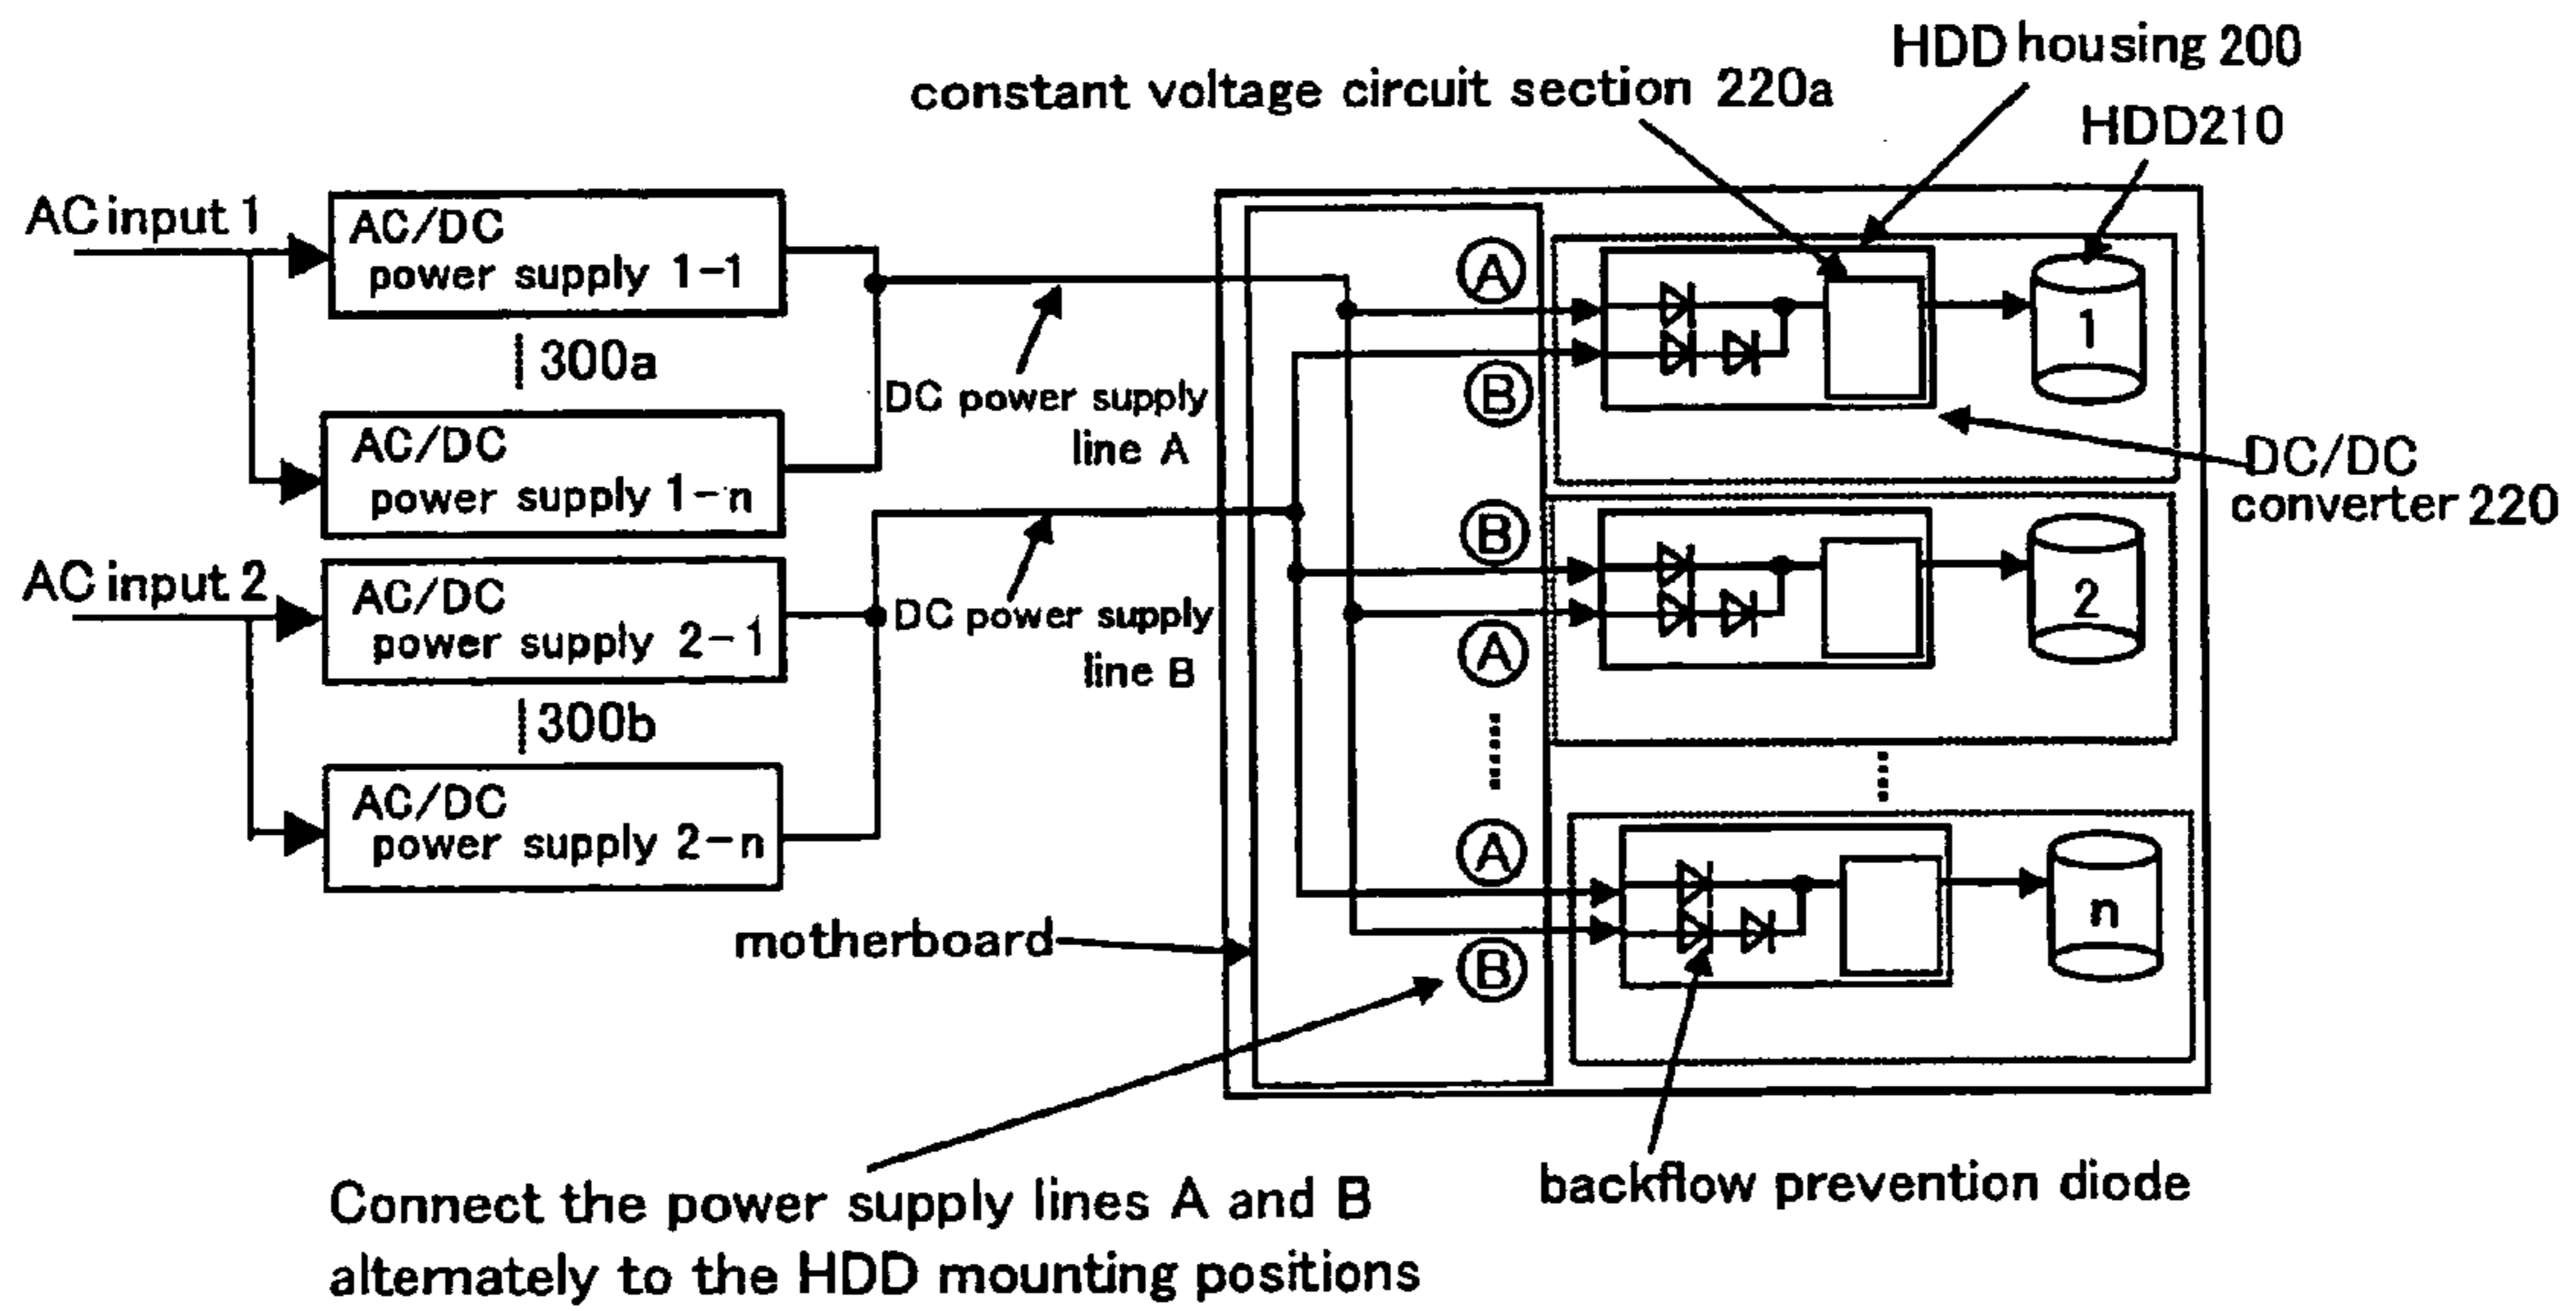 HDD housing 200
constant voltage circuit section 220a
HDD210
AC input 1
AC/DC
power supply 1-1
300a
AC/DC
power supply 1-n
DC power supply
line A
AC input 2
AC/DC
power supply 2-1
300b
AC/DC
power supply 2-n
DC power supply
line B
A
B
B
A
A
B
1
2
n
DC/DC
converter 220
motherboard
backflow prevention diode
Connect the power supply lines A and B
alternately to the HDD mounting positions